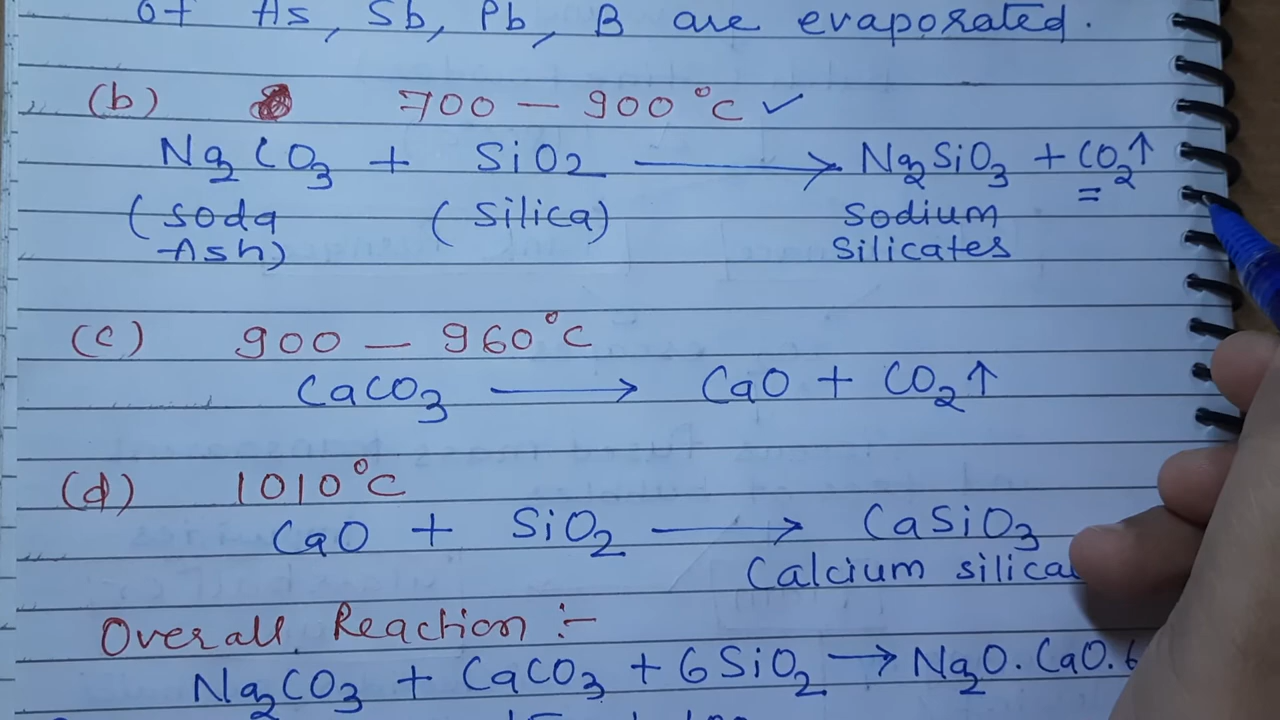 of As, Sb, Pb, B are evaporated.
(b) 700 — 900 °c ✓
Na₂CO₃ + SiO₂ ⟶ Na₂SiO₃ + CO₂↑
(Soda Ash) (Silica) Sodium Silicates
(c) 900 — 960 °c
CaCO₃ ⟶ CaO + CO₂↑
(d) 1010 °c
CaO + SiO₂ ⟶ CaSiO₃
Calcium silica
Overall Reaction :-
Na₂CO₃ + CaCO₃ + 6SiO₂ → Na₂O. CaO. 6